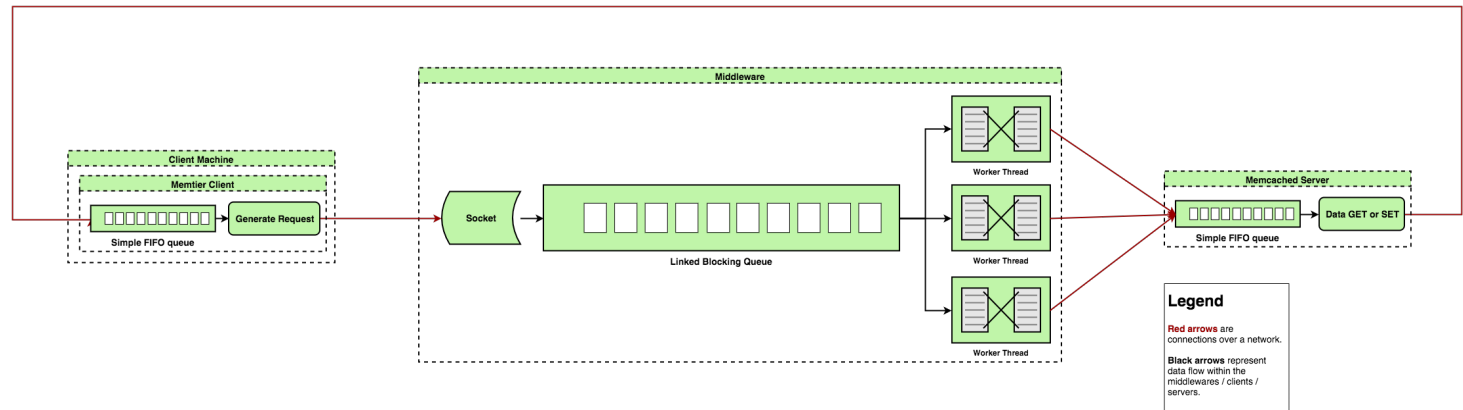 Middleware
Client Machine
Memtier Client
Generate Request
Simple FIFO queue
Socket
Linked Blocking Queue
Worker Thread
Worker Thread
Worker Thread
Memcached Server
Data GET or SET
Simple FIFO queue
Legend
Red arrows are
connections over a network.
Black arrows represent
data flow within the
middlewares / clients /
servers.